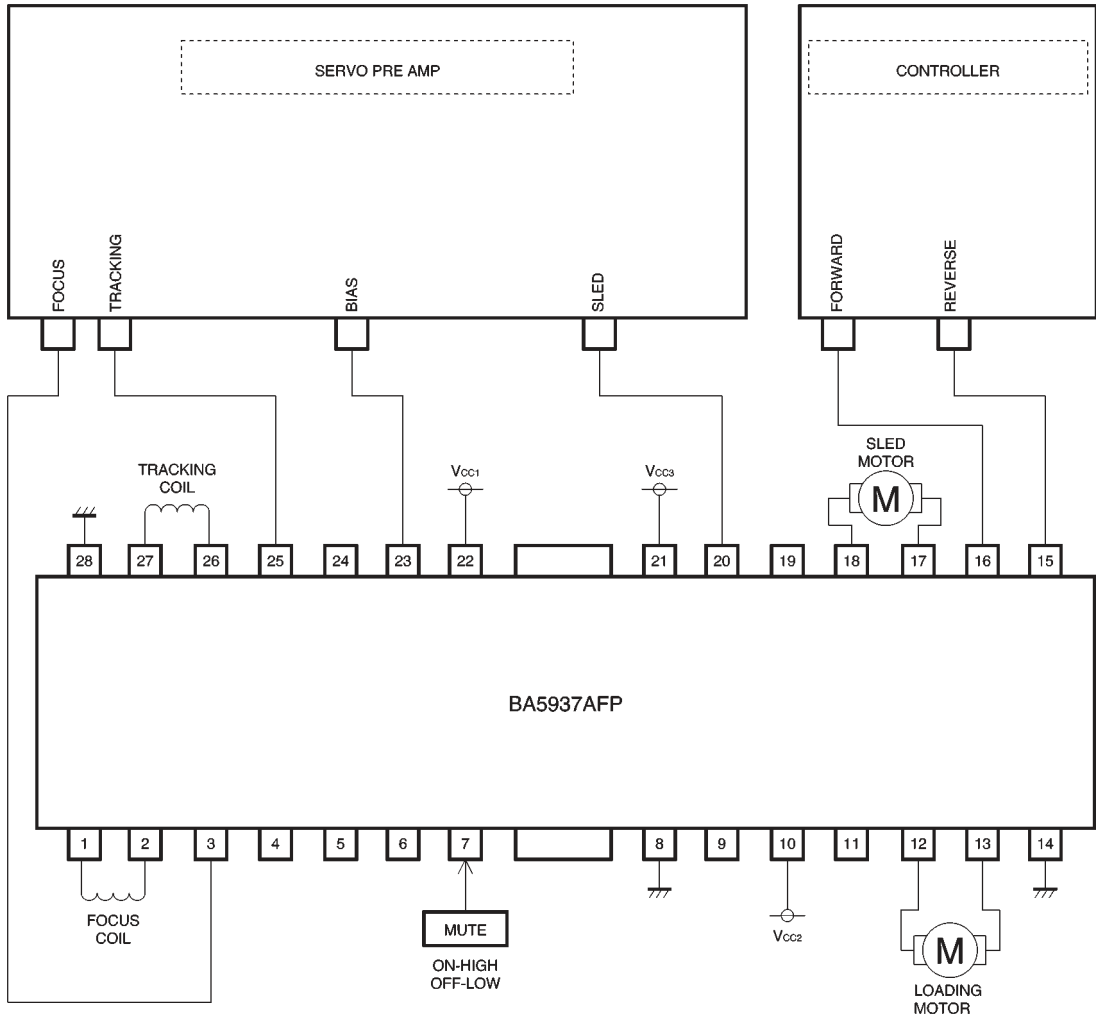 SERVO PRE AMP
CONTROLLER
FOCUS
TRACKING
BIAS
SLED
FORWARD
REVERSE
TRACKING
COIL
VCC1
VCC3
SLED
MOTOR
M
28
27
26
25
24
23
22
21
20
19
18
17
16
15
BA5937AFP
1
2
3
4
5
6
7
8
9
10
11
12
13
14
FOCUS
COIL
MUTE
ON-HIGH
OFF-LOW
VCC2
M
LOADING
MOTOR